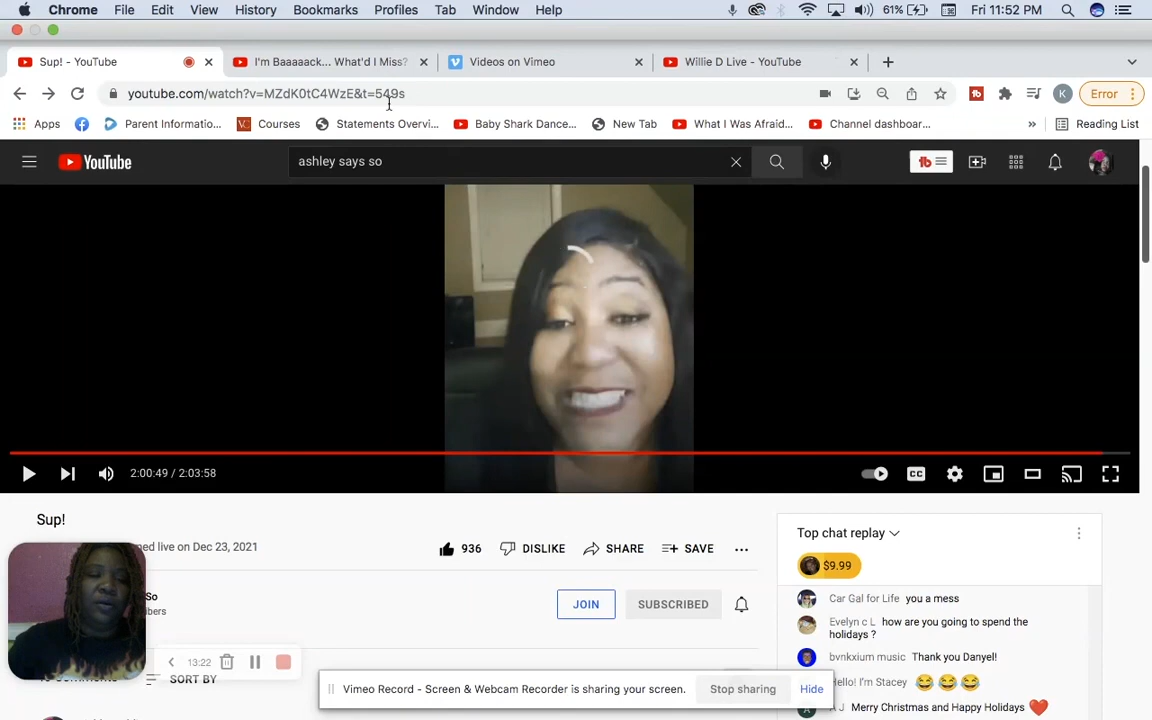 Chrome File Edit View History Bookmarks Profiles Tab Window Help 61% Fri 11:52 PM
Sup! - YouTube I'm Baaaaack... What'd I Miss? Videos on Vimeo Willie D Live - YouTube
youtube.com/watch?v=MZdK0tC4WzE&t=549s K Error
Apps Parent Informatio... VC Courses Statements Overvi... Baby Shark Dance... New Tab What I Was Afraid... Channel dashboar... » Reading List
YouTube ashley says so tb
2:00:49 / 2:03:58 CC
Sup!
ned live on Dec 23, 2021 936 DISLIKE SHARE SAVE ...
So
ibers
JOIN SUBSCRIBED
13:22
SORT BY
Top chat replay
$9.99
Car Gal for Life you a mess
Evelyn c L how are you going to spend the
holidays ?
bvnkxium music Thank you Danyel!
Hello! I'm Stacey 😂😂😂
A J Merry Christmas and Happy Holidays ❤️
Vimeo Record - Screen & Webcam Recorder is sharing your screen. Stop sharing Hide